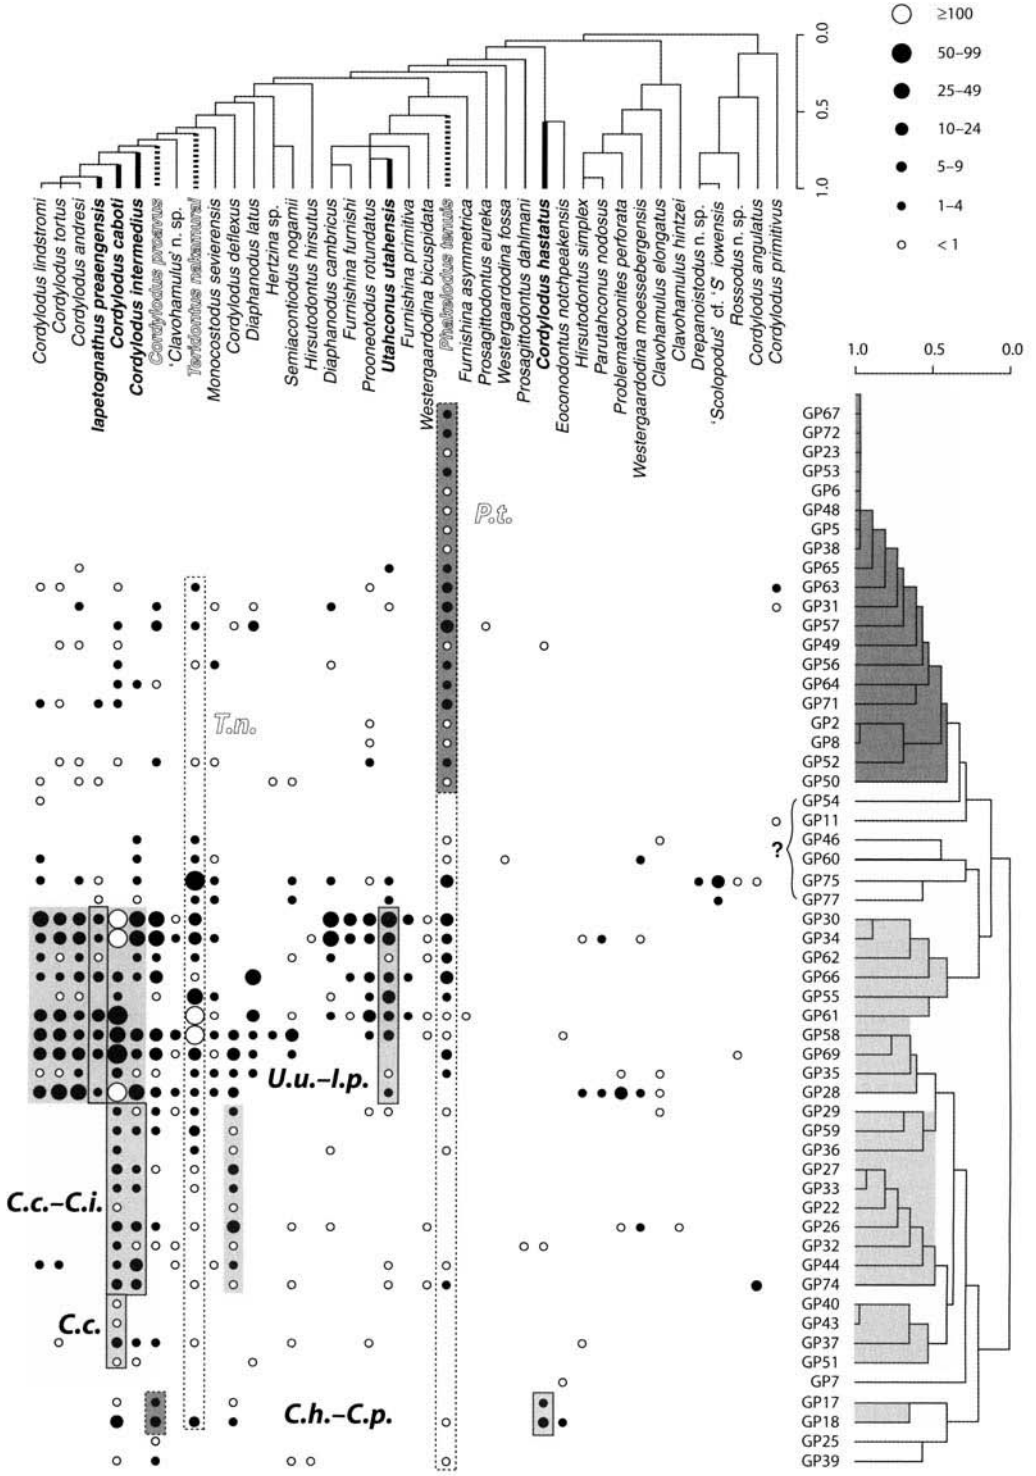 ≥100
50–99
25–49
10–24
5–9
1–4
< 1
0.0
0.5
1.0
Cordylodus lindstromi
Cordylodus tortus
Cordylodus andresi
Iapetognathus preaengensis
Cordylodus caboti
Cordylodus intermedius
Cordylodus proavus
'Clavohamulus' n. sp.
Teridontus nakamurai
Monocostodus sevierensis
Cordylodus deflexus
Diaphanodus latus
Hertzina sp.
Semiacontiodus nogamii
Hirsutodontus hirsutus
Diaphanodus cambricus
Furnishina furnishi
Prooneotodus rotundatus
Utahconus utahensis
Furnishina primitiva
Westergaardodina bicuspidata
Phakelodus tenuis
Furnishina asymmetrica
Prosagittodontus eureka
Westergaardodina fossa
Prosagittodontus dahlmani
Cordylodus hastatus
Eoconodontus notchpeakensis
Hirsutodontus simplex
Parutahconus nodosus
Problematoconites perforata
Westergaardodina moessebergensis
Clavohamulus elongatus
Clavohamulus hintzei
Drepanoistodus n. sp.
'Scolopodus' cf. 'S' iowensis
Rossodus n. sp.
Cordylodus angulatus
Cordylodus primitivus
1.0 0.5 0.0
GP67
GP72
GP23
GP53
GP6
GP48
GP5
GP38
GP65
GP63
GP31
GP57
GP49
GP56
GP64
GP71
GP2
GP8
GP52
GP50
GP54
GP11
GP46
GP60
GP75
GP77
GP30
GP34
GP62
GP66
GP55
GP61
GP58
GP69
GP35
GP28
GP29
GP59
GP36
GP27
GP33
GP22
GP26
GP32
GP44
GP74
GP40
GP43
GP37
GP51
GP7
GP17
GP18
GP25
GP39
P.t.
T.n.
?
U.u.–I.p.
C.c.–C.i.
C.c.
C.h.–C.p.